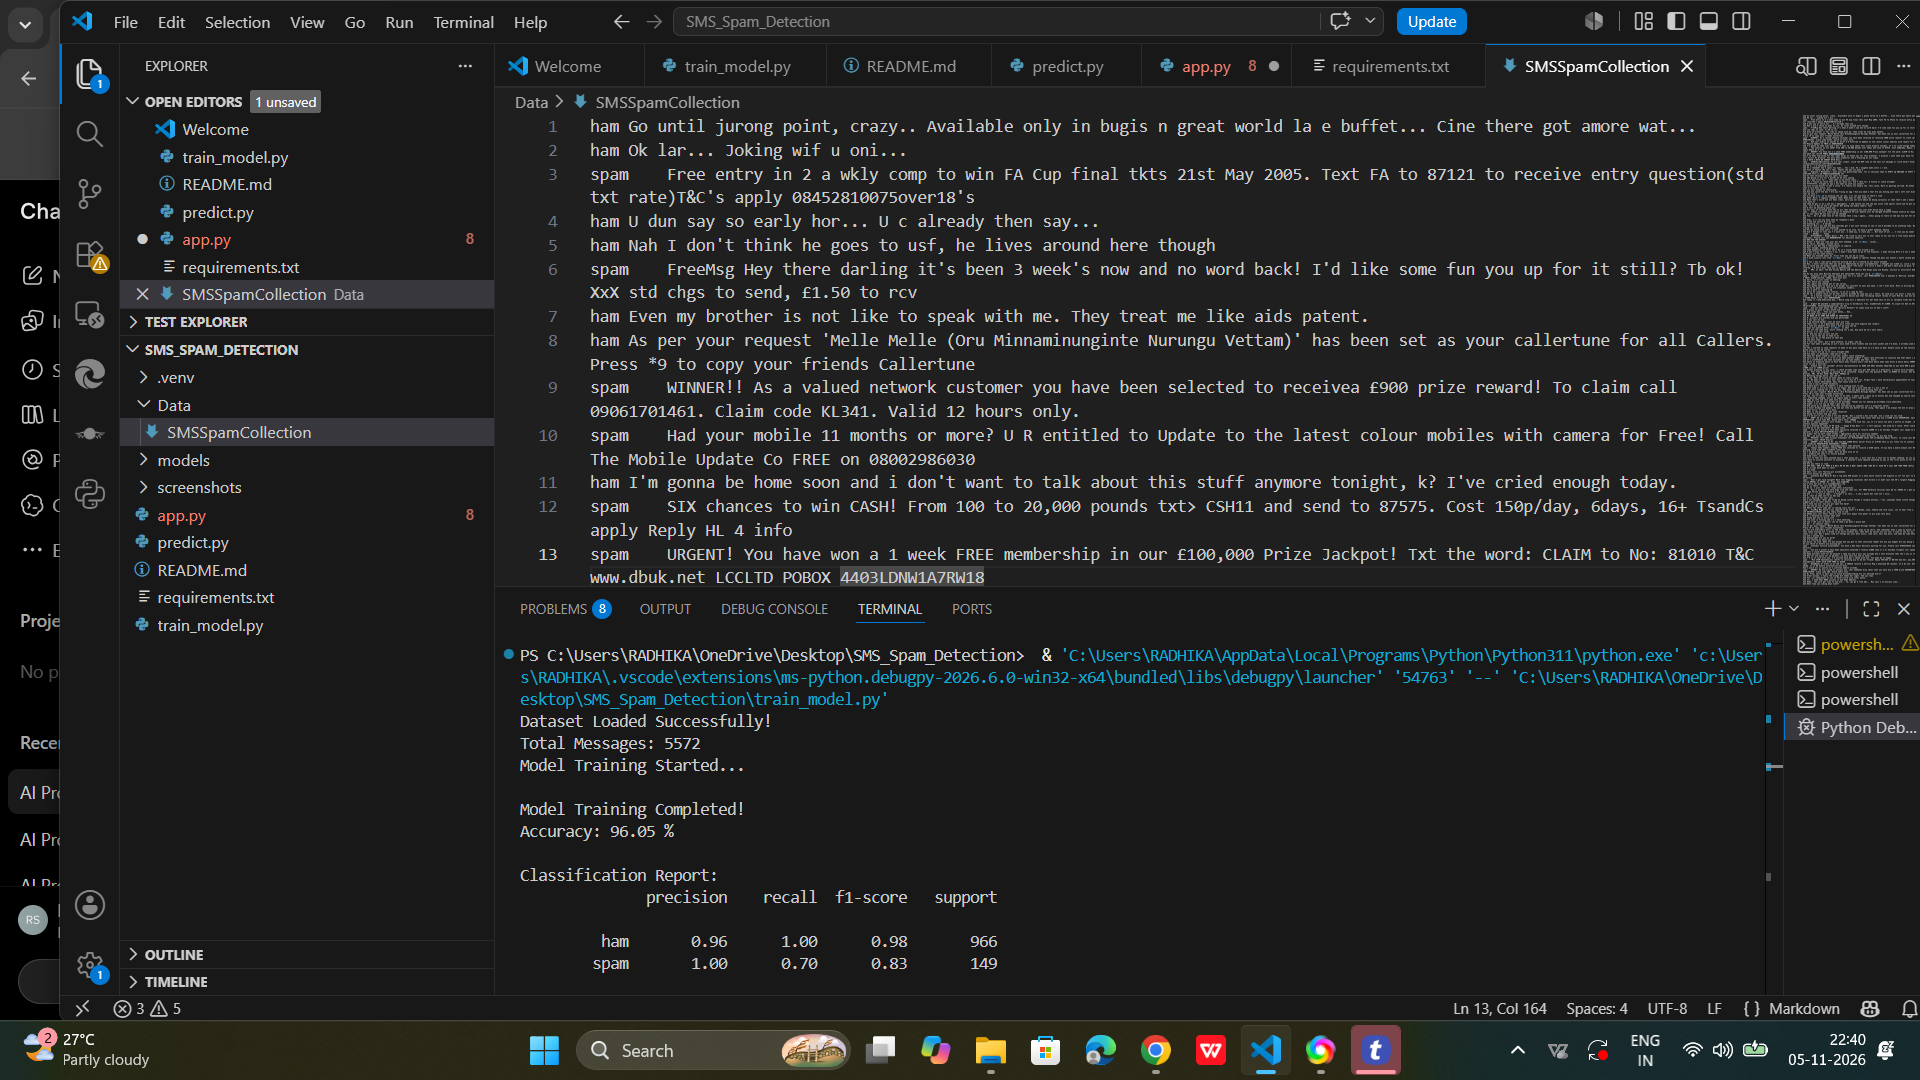 File Edit Selection View Go Run Terminal Help
SMS_Spam_Detection
Update
EXPLORER
OPEN EDITORS 1 unsaved
Welcome
train_model.py
README.md
predict.py
app.py 8
requirements.txt
SMSSpamCollection Data
TEST EXPLORER
SMS_SPAM_DETECTION
.venv
Data
SMSSpamCollection
models
screenshots
app.py 8
predict.py
README.md
requirements.txt
train_model.py
OUTLINE
TIMELINE
Welcome train_model.py README.md predict.py app.py 8 requirements.txt SMSSpamCollection
Data > SMSSpamCollection
1 ham Go until jurong point, crazy.. Available only in bugis n great world la e buffet... Cine there got amore wat...
2 ham Ok lar... Joking wif u oni...
3 spam Free entry in 2 a wkly comp to win FA Cup final tkts 21st May 2005. Text FA to 87121 to receive entry question(std
txt rate)T&C's apply 08452810075over18's
4 ham U dun say so early hor... U c already then say...
5 ham Nah I don't think he goes to usf, he lives around here though
6 spam FreeMsg Hey there darling it's been 3 week's now and no word back! I'd like some fun you up for it still? Tb ok!
XxX std chgs to send, £1.50 to rcv
7 ham Even my brother is not like to speak with me. They treat me like aids patent.
8 ham As per your request 'Melle Melle (Oru Minnaminunginte Nurungu Vettam)' has been set as your callertune for all Callers.
Press *9 to copy your friends Callertune
9 spam WINNER!! As a valued network customer you have been selected to receivea £900 prize reward! To claim call
09061701461. Claim code KL341. Valid 12 hours only.
10 spam Had your mobile 11 months or more? U R entitled to Update to the latest colour mobiles with camera for Free! Call
The Mobile Update Co FREE on 08002986030
11 ham I'm gonna be home soon and i don't want to talk about this stuff anymore tonight, k? I've cried enough today.
12 spam SIX chances to win CASH! From 100 to 20,000 pounds txt> CSH11 and send to 87575. Cost 150p/day, 6days, 16+ TsandCs
apply Reply HL 4 info
13 spam URGENT! You have won a 1 week FREE membership in our £100,000 Prize Jackpot! Txt the word: CLAIM to No: 81010 T&C
www.dbuk.net LCCLTD POBOX 4403LDNW1A7RW18
PROBLEMS 8 OUTPUT DEBUG CONSOLE TERMINAL PORTS
PS C:\Users\RADHIKA\OneDrive\Desktop\SMS_Spam_Detection> & 'C:\Users\RADHIKA\AppData\Local\Programs\Python\Python311\python.exe' 'c:\User
s\RADHIKA\.vscode\extensions\ms-python.debugpy-2026.6.0-win32-x64\bundled\libs\debugpy\launcher' '54763' '--' 'C:\Users\RADHIKA\OneDrive\D
esktop\SMS_Spam_Detection\train_model.py'
Dataset Loaded Successfully!
Total Messages: 5572
Model Training Started...
Model Training Completed!
Accuracy: 96.05 %
Classification Report:
precision recall f1-score support
ham 0.96 1.00 0.98 966
spam 1.00 0.70 0.83 149
powersh...
powershell
powershell
Python Deb...
Cha
Proje
No p
Recer
AI Pro
AI Pro
RS
3 5
Ln 13, Col 164 Spaces: 4 UTF-8 LF { } Markdown
2 27°C
Partly cloudy
Search
ENG
IN
22:40
05-11-2026